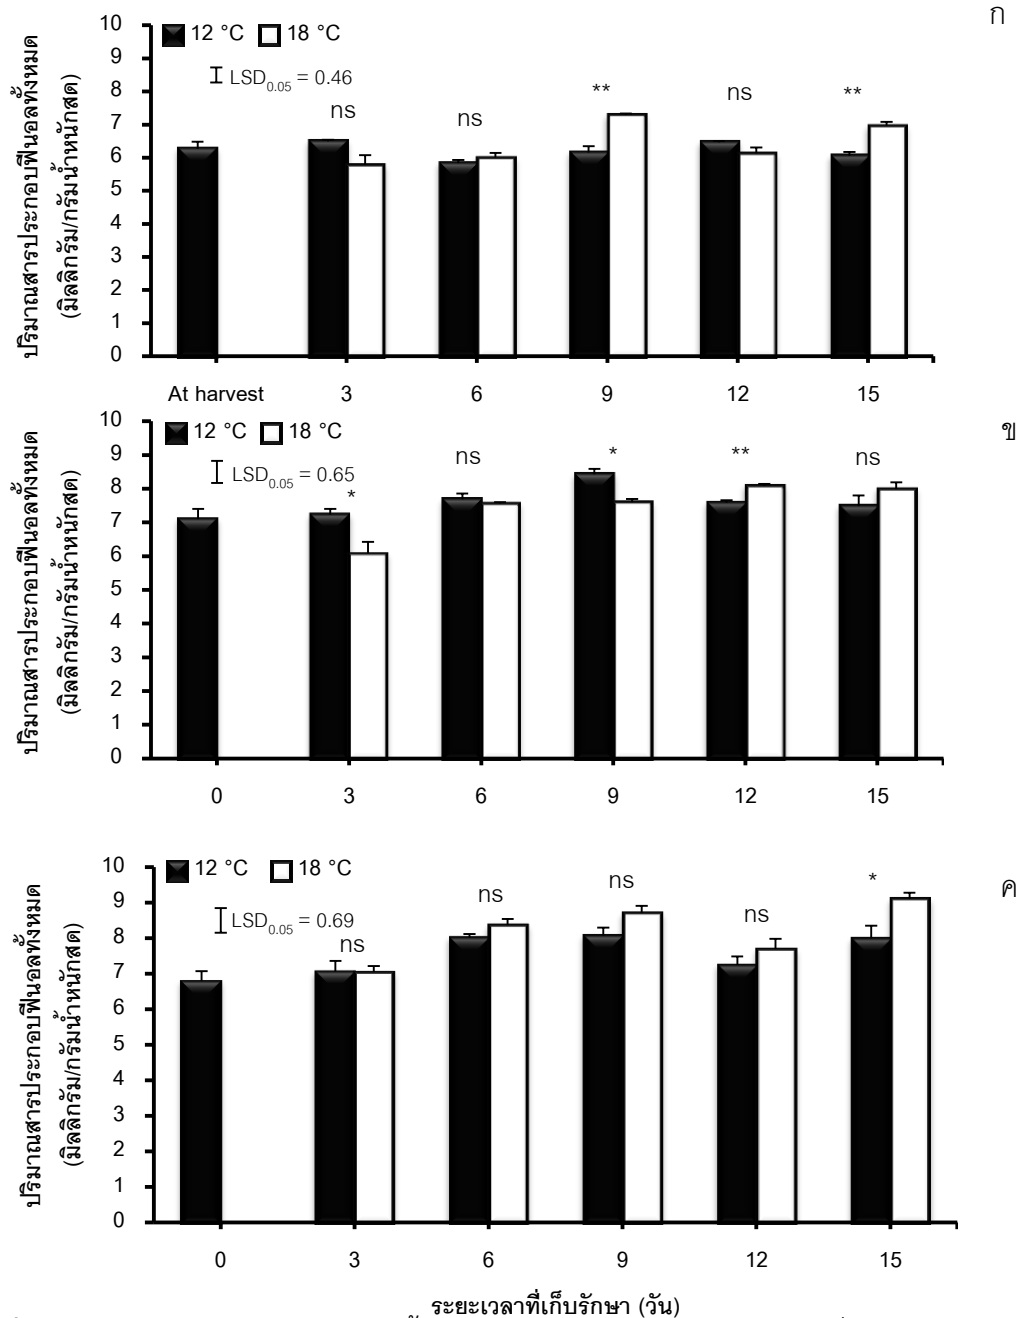 ก
10
9
8
7
6
5
4
3
2
1
0
ปริมาณสารประกอบฟีนอลทั้งหมด
(มิลลิกรัม/กรัมน้ำหนักสด)
12 °C 18 °C
LSD0.05 = 0.46
ns ns ** ns **
At harvest 3 6 9 12 15
ข
10
9
8
7
6
5
4
3
2
1
0
ปริมาณสารประกอบฟีนอลทั้งหมด
(มิลลิกรัม/กรัมน้ำหนักสด)
12 °C 18 °C
LSD0.05 = 0.65
* ns * ** ns
0 3 6 9 12 15
ค
10
9
8
7
6
5
4
3
2
1
0
ปริมาณสารประกอบฟีนอลทั้งหมด
(มิลลิกรัม/กรัมน้ำหนักสด)
12 °C 18 °C
LSD0.05 = 0.69
ns ns ns ns *
0 3 6 9 12 15
ระยะเวลาที่เก็บรักษา (วัน)